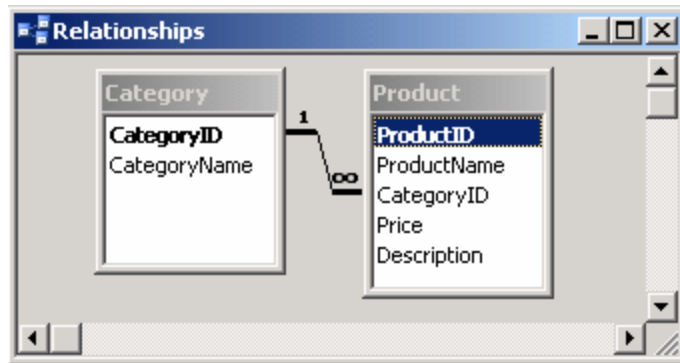 Relationships
Category
CategoryID
CategoryName
1
∞
Product
ProductID
ProductName
CategoryID
Price
Description